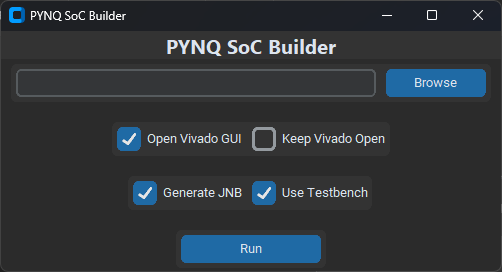 PYNQ SoC Builder
PYNQ SoC Builder
Browse
Open Vivado GUI Keep Vivado Open
Generate JNB Use Testbench
Run